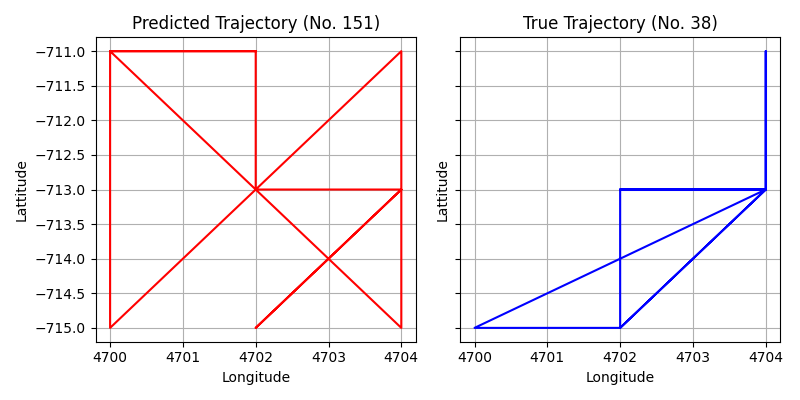 Predicted Trajectory (No. 151)
True Trajectory (No. 38)
−711.0
−711.5
−712.0
−712.5
−713.0
−713.5
−714.0
−714.5
−715.0
Lattitude
Lattitude
4700 4701 4702 4703 4704
4700 4701 4702 4703 4704
Longitude
Longitude